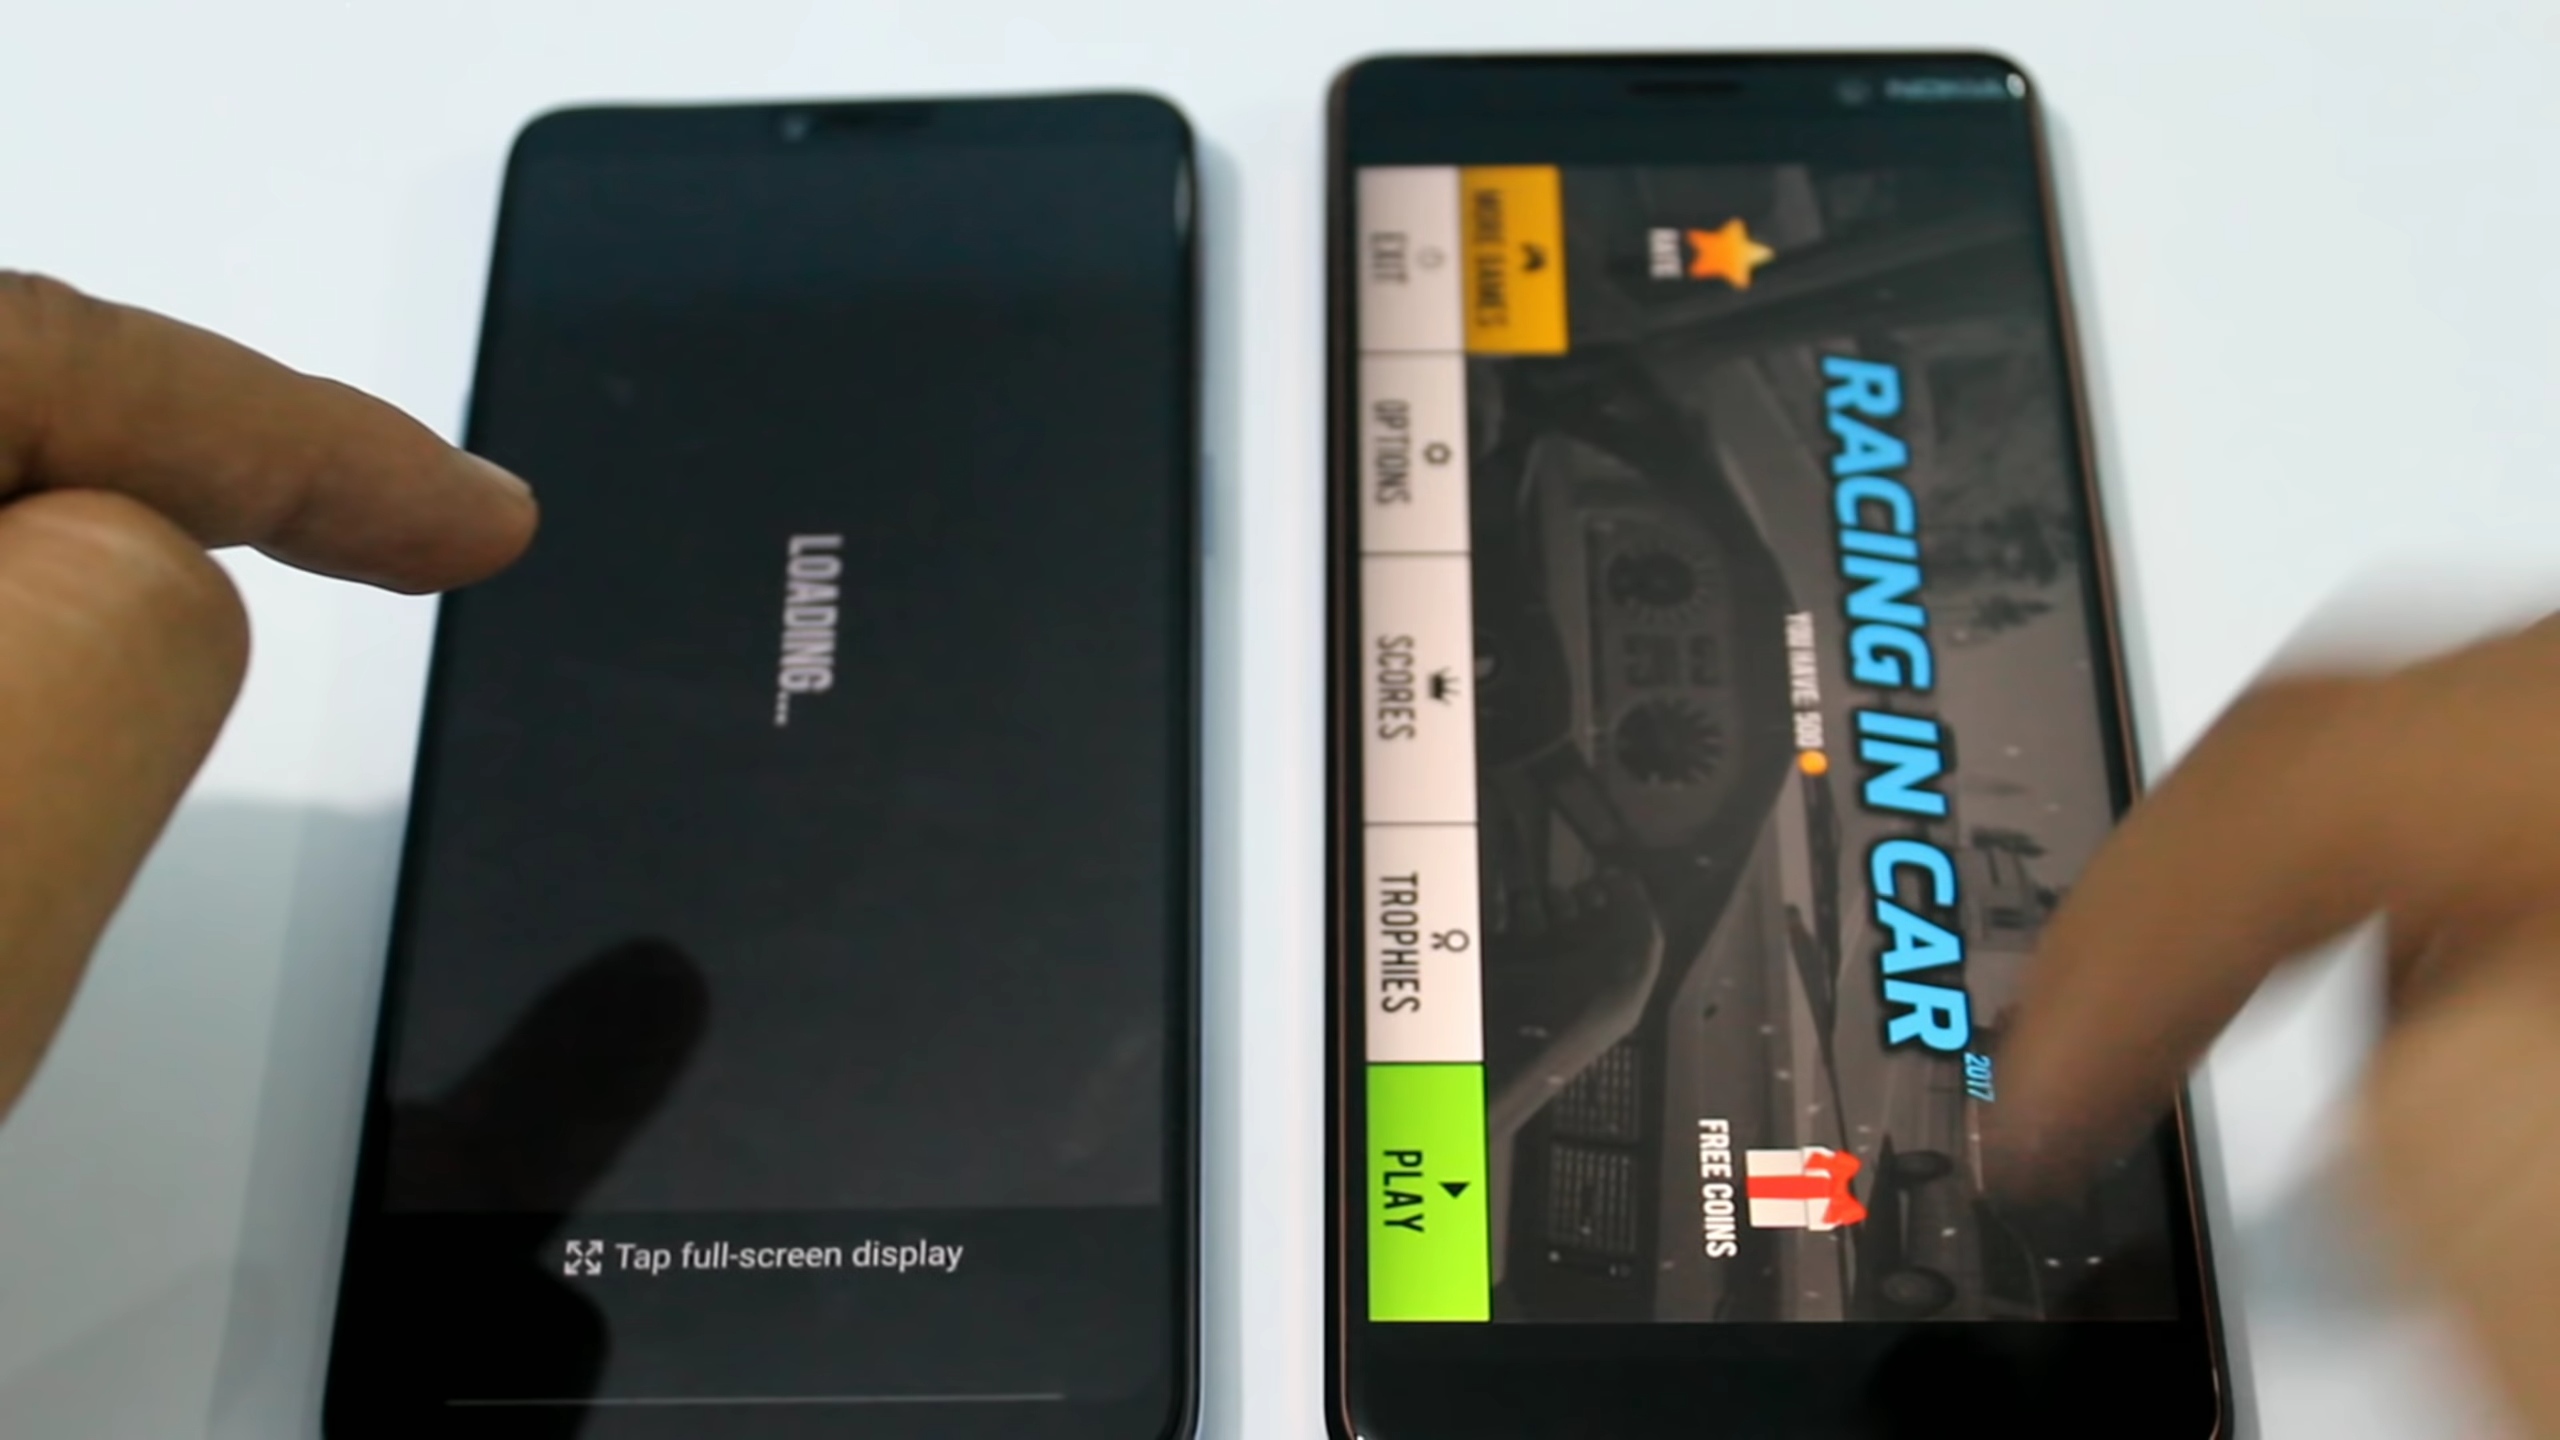 LOADING...
Tap full-screen display
NOKIA
RATE
RACING IN CAR 2017
YOU HAVE 500
FREE COINS
MORE GAMES
EXIT
OPTIONS
SCORES
TROPHIES
PLAY